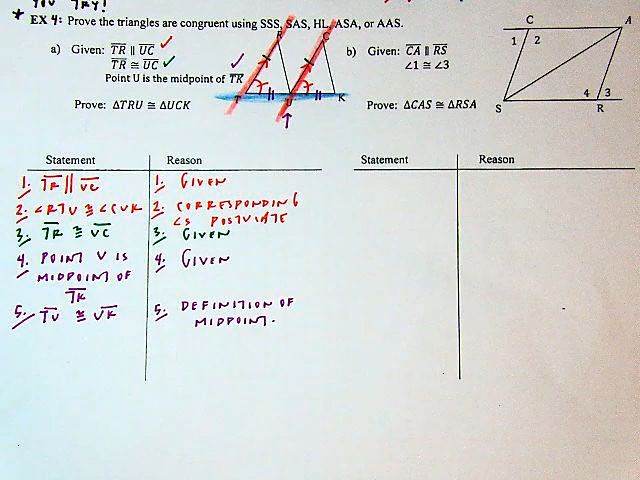 YOU TRY!
* EX 4: Prove the triangles are congruent using SSS, SAS, HL, ASA, or AAS.
a) Given: TR ∥ UC ✓
TR ≅ UC ✓
Point U is the midpoint of TK ✓
Prove: ΔTRU ≅ ΔUCK
R C
T U K
b) Given: CA ∥ RS
∠1 ≅ ∠3
Prove: ΔCAS ≅ ΔRSA
C A
1 2
4 3
S R
Statement Reason
1. TR ∥ UC 1. GIVEN
2. ∠RTU ≅ ∠CUK 2. CORRESPONDING
∠s POSTULATE
3. TR ≅ UC 3. GIVEN
4. POINT U IS 4. GIVEN
MIDPOINT OF
TK
5. TU ≅ UK 5. DEFINITION OF
MIDPOINT.
Statement Reason